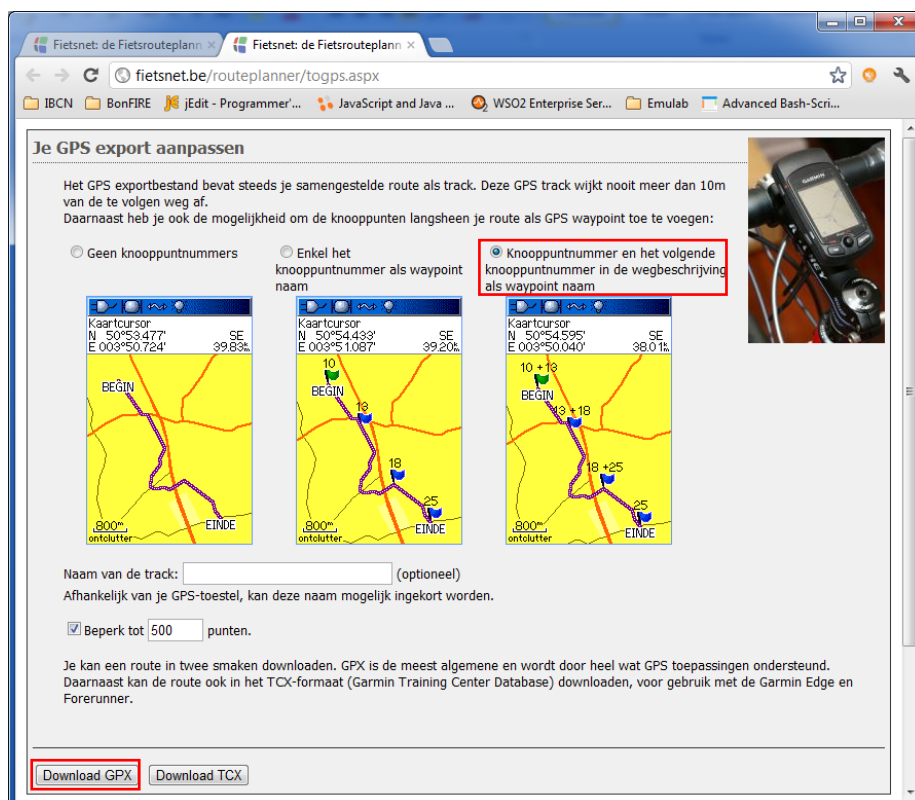 Fietsnet: de Fietsrouteplann
Fietsnet: de Fietsrouteplann
fietsnet.be/routeplanner/togps.aspx
IBCN BonFIRE jEdit - Programmer'... JavaScript and Java ... WSO2 Enterprise Ser... Emulab Advanced Bash-Scri...
Je GPS export aanpassen
Het GPS exportbestand bevat steeds je samengestelde route als track. Deze GPS track wijkt nooit meer dan 10m
van de te volgen weg af.
Daarnaast heb je ook de mogelijkheid om de knooppunten langsheen je route als GPS waypoint toe te voegen:
Geen knooppuntnummers
Enkel het
knooppuntnummer als waypoint
naam
Knooppuntnummer en het volgende
knooppuntnummer in de wegbeschrijving
als waypoint naam
Kaartcursor
N 50°53.477' SE
E 003°50.724' 39.83
BEGIN
EINDE
800m
ontclutter
Kaartcursor
N 50°54.433' SE
E 003°51.087' 39.20
10
BEGIN
13
18
25
EINDE
800m
ontclutter
Kaartcursor
N 50°54.595' SE
E 003°50.040' 38.01
10 +13
BEGIN
13 +18
18 +25
25
EINDE
800m
ontclutter
GARMIN
Naam van de track: (optioneel)
Afhankelijk van je GPS-toestel, kan deze naam mogelijk ingekort worden.
Beperk tot 500 punten.
Je kan een route in twee smaken downloaden. GPX is de meest algemene en wordt door heel wat GPS toepassingen ondersteund.
Daarnaast kan de route ook in het TCX-formaat (Garmin Training Center Database) downloaden, voor gebruik met de Garmin Edge en
Forerunner.
Download GPX Download TCX